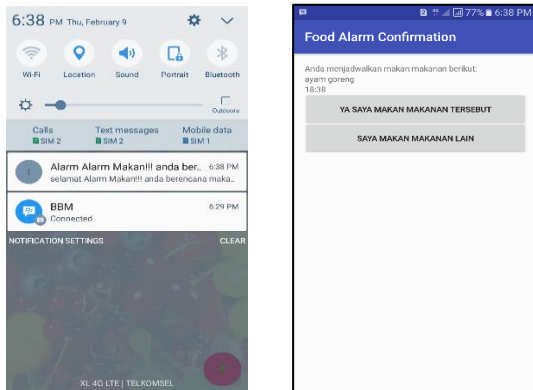 6:38 PM Thu, February 9
Wi-Fi Location Sound Portrait Bluetooth
Outdoors
Calls Text messages Mobile data
SIM 2 SIM 2 SIM 1
Alarm Alarm Makan!!! anda ber.. 6:38 PM
selamat Alarm Makan!!! anda berencana maka..
BBM 6:29 PM
Connected
NOTIFICATION SETTINGS CLEAR
XL 4G LTE | TELKOMSEL
77% 6:38 PM
Food Alarm Confirmation
Anda menjadwalkan makan makanan berikut:
ayam goreng
18:38
YA SAYA MAKAN MAKANAN TERSEBUT
SAYA MAKAN MAKANAN LAIN